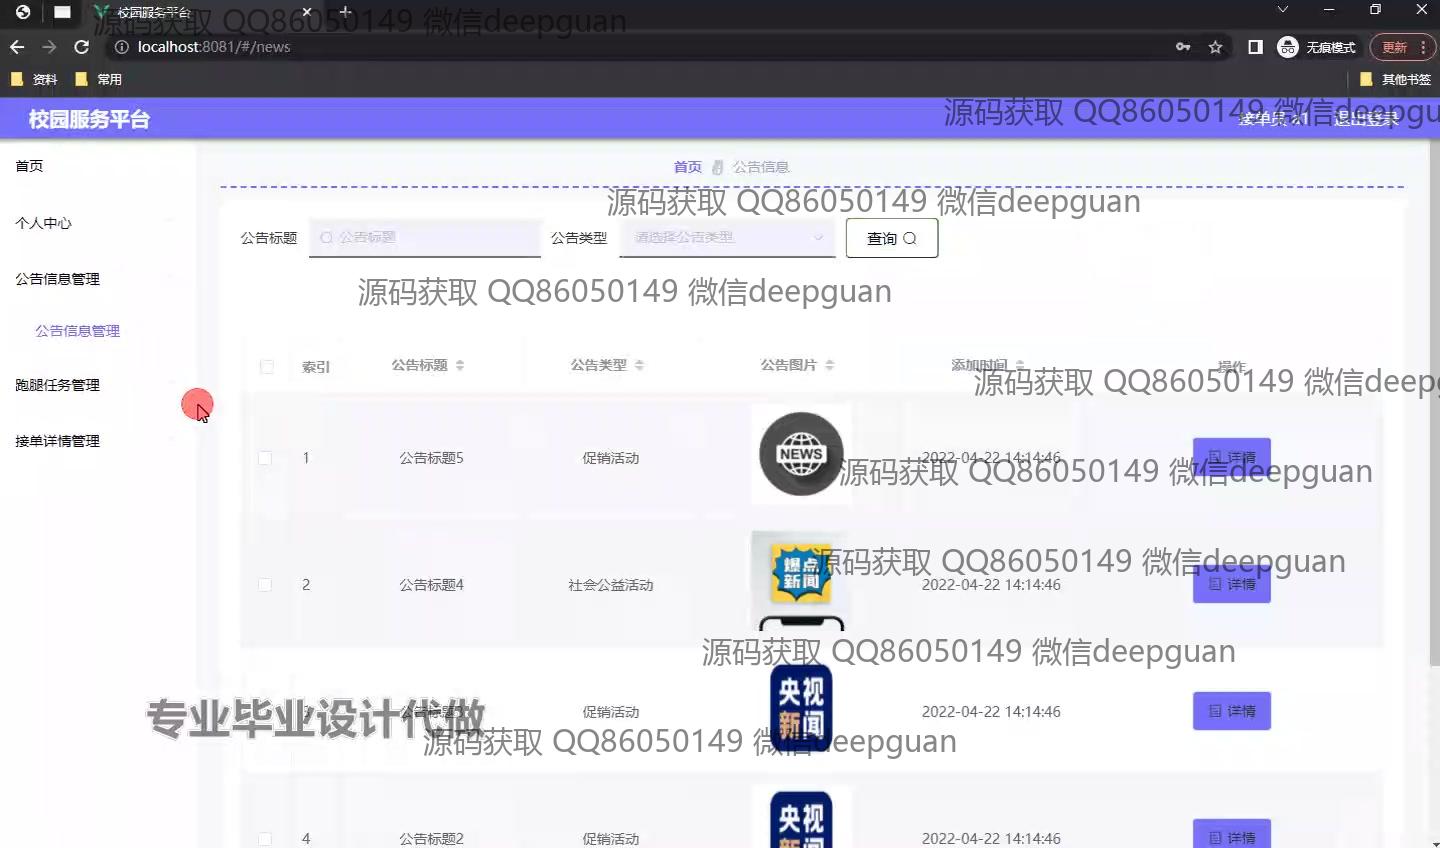 校园服务平台
源码获取 QQ86050149 微信deepguan
localhost:8081/#/news
无痕模式
更新
资料
常用
其他书签
校园服务平台
源码获取 QQ86050149 微信deepgu
退出登录
首页
首页
公告信息
源码获取 QQ86050149 微信deepguan
个人中心
公告标题
公告标题
公告类型
请选择公告类型
查询
公告信息管理
源码获取 QQ86050149 微信deepguan
公告信息管理
索引
公告标题
公告类型
公告图片
添加时间
操作
源码获取 QQ86050149 微信deep
跑腿任务管理
接单详情管理
1
公告标题5
促销活动
NEWS
2022-04-22 14:14:46
详情
源码获取 QQ86050149 微信deepguan
2
公告标题4
社会公益活动
爆点
新闻
源码获取 QQ86050149 微信deepguan
2022-04-22 14:14:46
详情
源码获取 QQ86050149 微信deepguan
专业毕业设计代做
促销活动
央视
新闻
2022-04-22 14:14:46
详情
源码获取 QQ86050149 微信deepguan
4
公告标题2
促销活动
央视
2022-04-22 14:14:46
详情